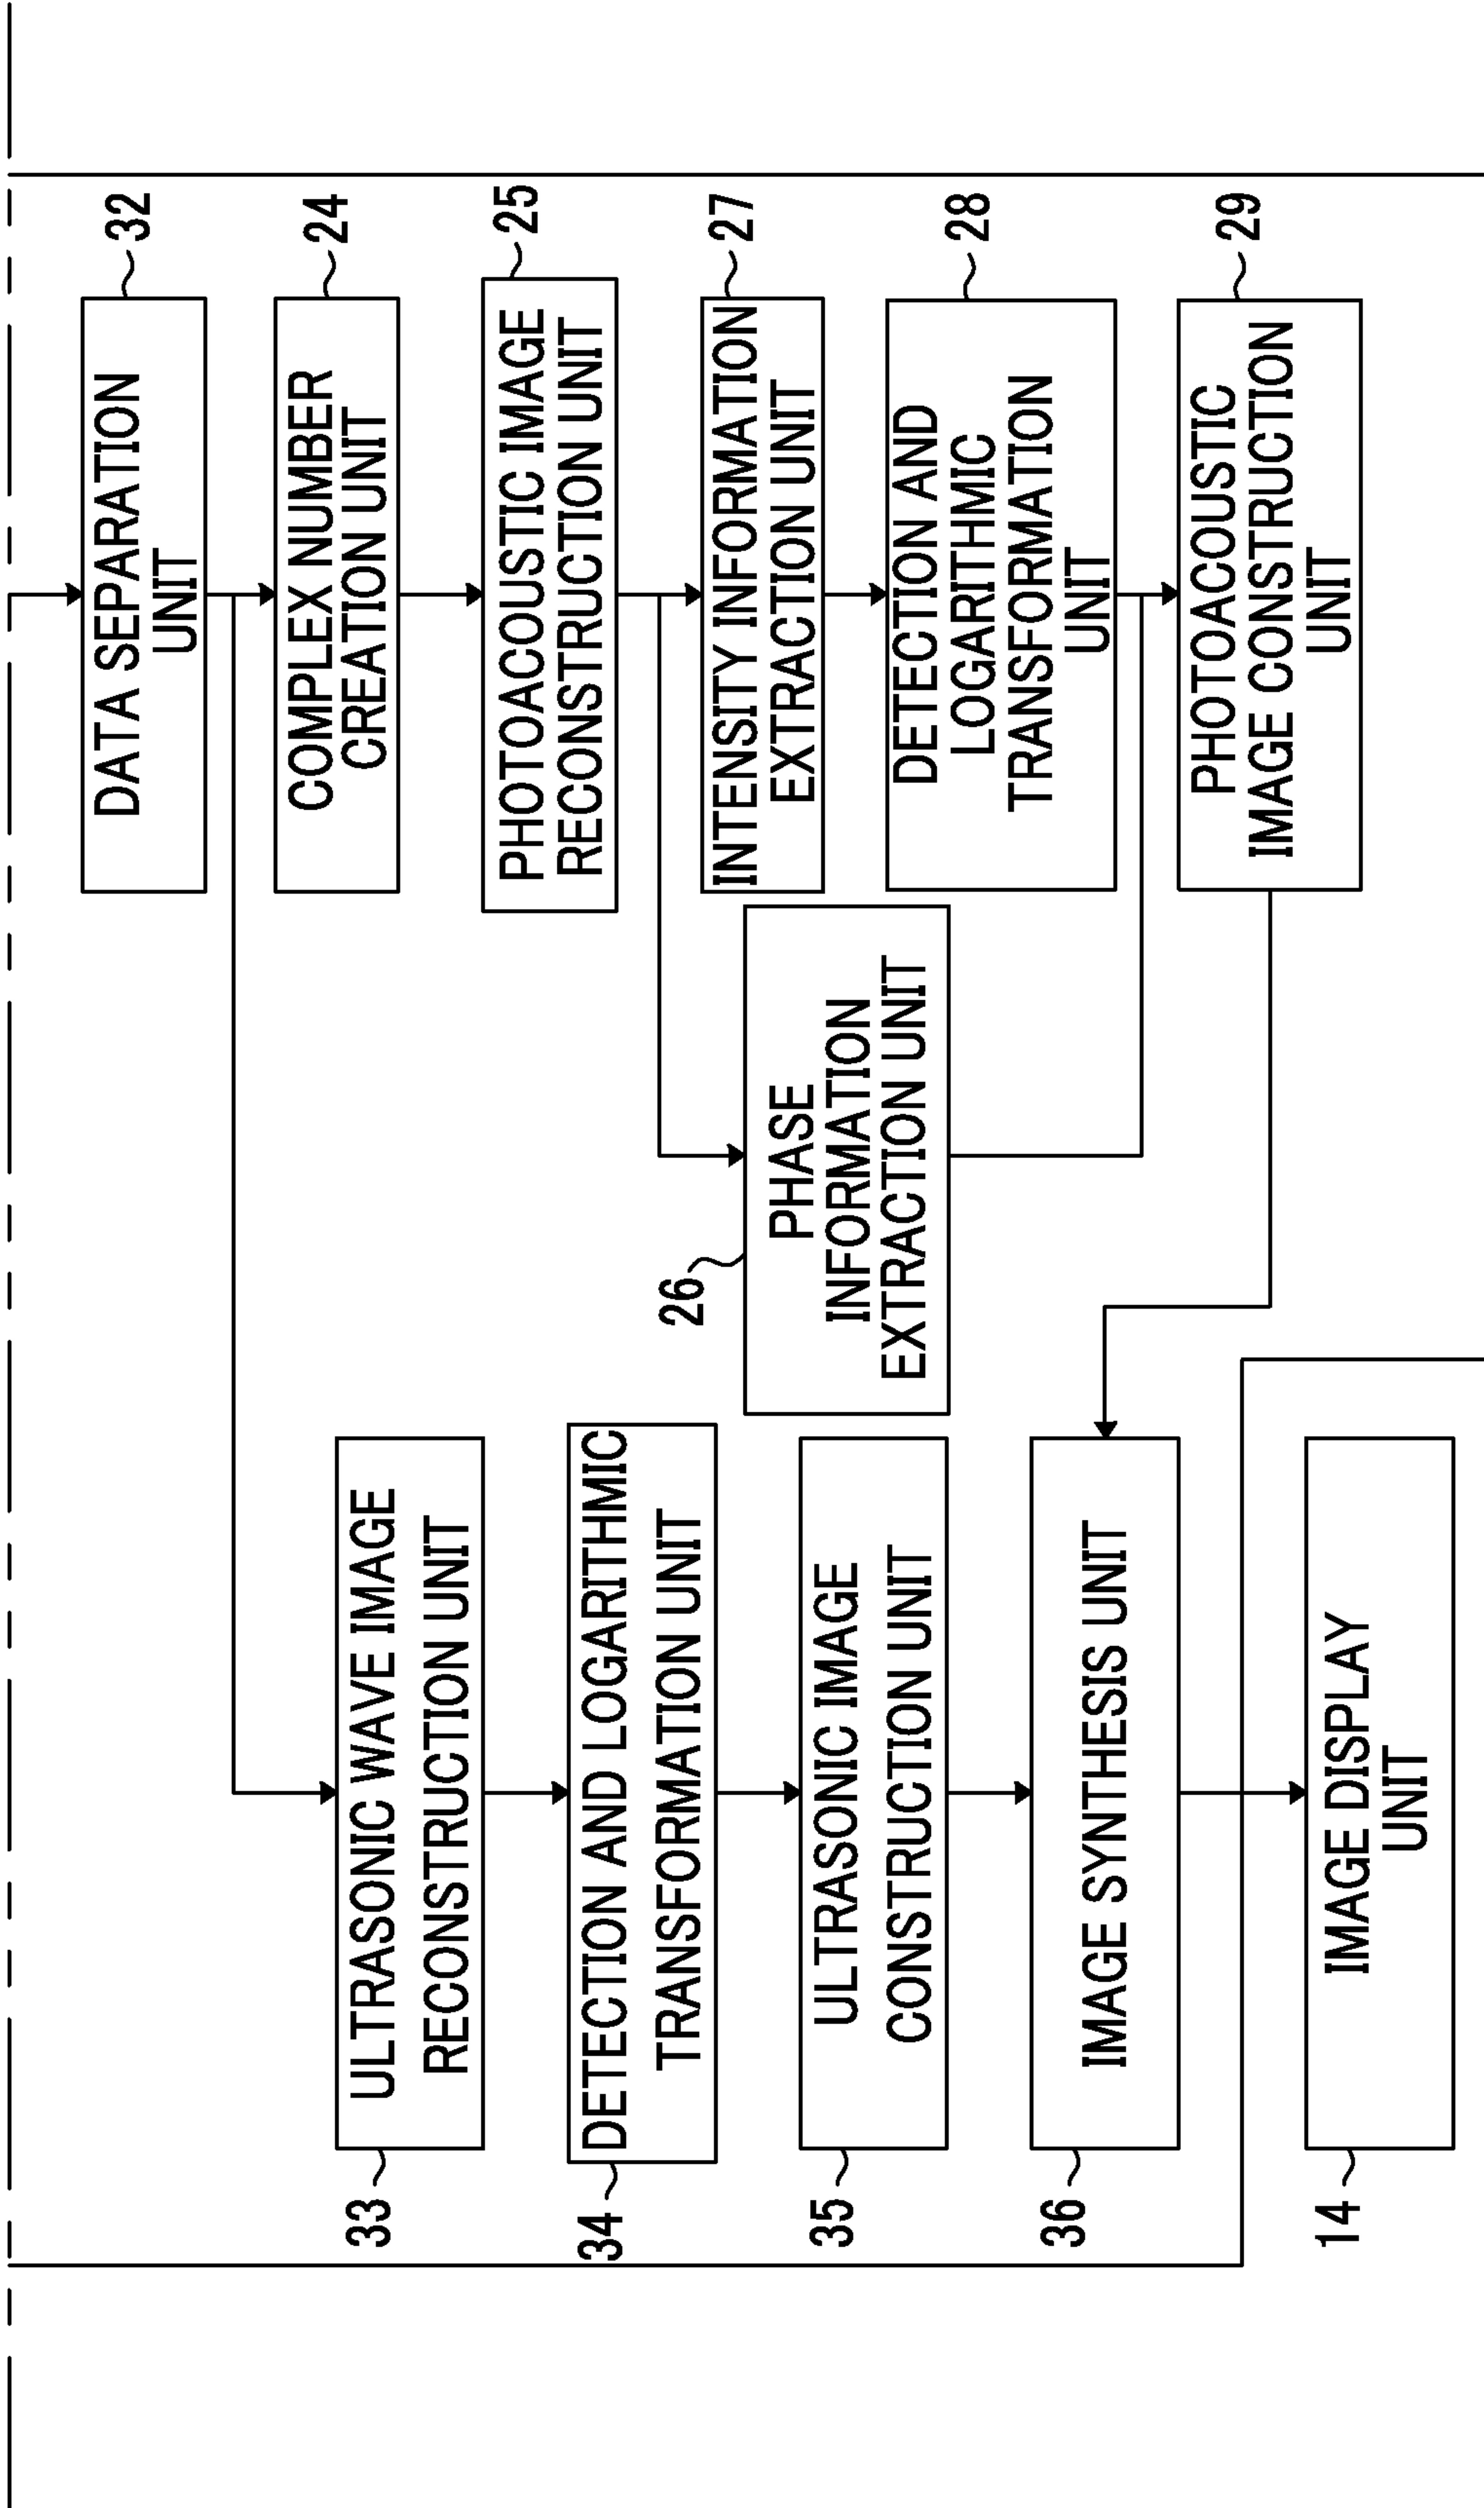 32
DATA SEPARATION
UNIT
24
COMPLEX NUMBER
CREATION UNIT
25
PHOTOACOUSTIC IMAGE
RECONSTRUCTION UNIT
27
INTENSITY INFORMATION
EXTRACTION UNIT
28
DETECTION AND
LOGARITHMIC
TRANSFORMATION
UNIT
29
PHOTOACOUSTIC
IMAGE CONSTRUCTION
UNIT
26
PHASE
INFORMATION
EXTRACTION UNIT
33
ULTRASONIC WAVE IMAGE
RECONSTRUCTION UNIT
34
DETECTION AND LOGARITHMIC
TRANSFORMATION UNIT
35
ULTRASONIC IMAGE
CONSTRUCTION UNIT
36
IMAGE SYNTHESIS UNIT
14
IMAGE DISPLAY
UNIT